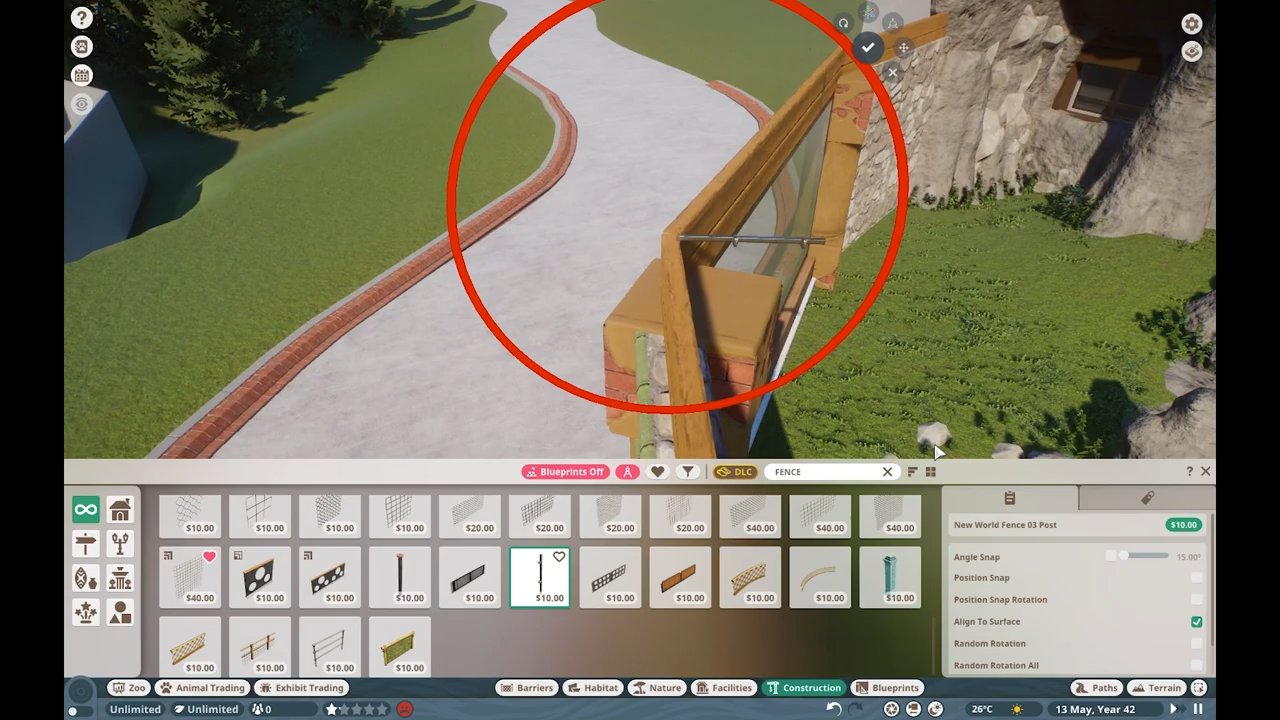 ?
Blueprints Off
DLC
FENCE
?
$10.00 $10.00 $10.00 $10.00 $20.00 $20.00 $20.00 $20.00 $40.00 $40.00 $40.00
$40.00 $10.00 $10.00 $10.00 $10.00 $10.00 $10.00 $10.00 $10.00 $10.00 $10.00
$10.00 $10.00 $10.00 $10.00
New World Fence 03 Post $10.00
Angle Snap 15.00°
Position Snap
Position Snap Rotation
Align To Surface
Random Rotation
Random Rotation All
Zoo Animal Trading Exhibit Trading Barriers Habitat Nature Facilities Construction Blueprints Paths Terrain
Unlimited Unlimited 0 26°C 13 May, Year 42